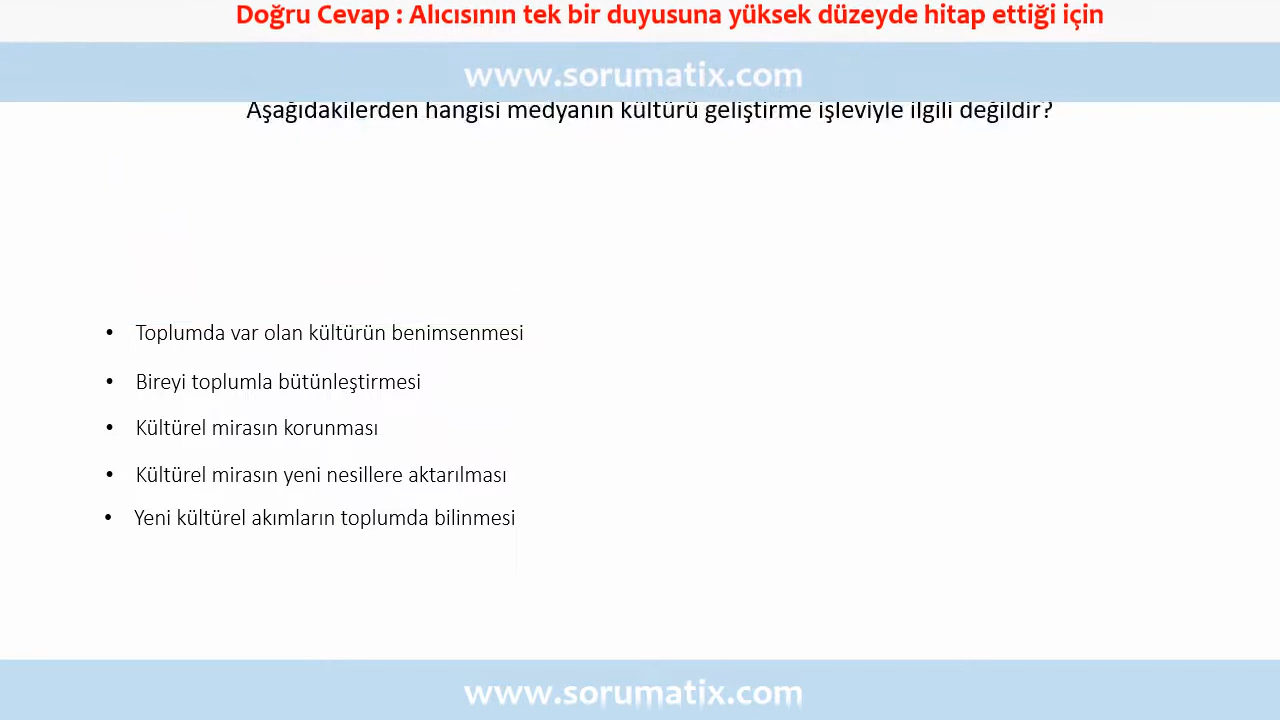 Doğru Cevap : Alıcısının tek bir duyusuna yüksek düzeyde hitap ettiği için
www.sorumatix.com
Aşağıdakilerden hangisi medyanın kültürü geliştirme işleviyle ilgili değildir?
• Toplumda var olan kültürün benimsenmesi
• Bireyi toplumla bütünleştirmesi
• Kültürel mirasın korunması
• Kültürel mirasın yeni nesillere aktarılması
• Yeni kültürel akımların toplumda bilinmesi
www.sorumatix.com